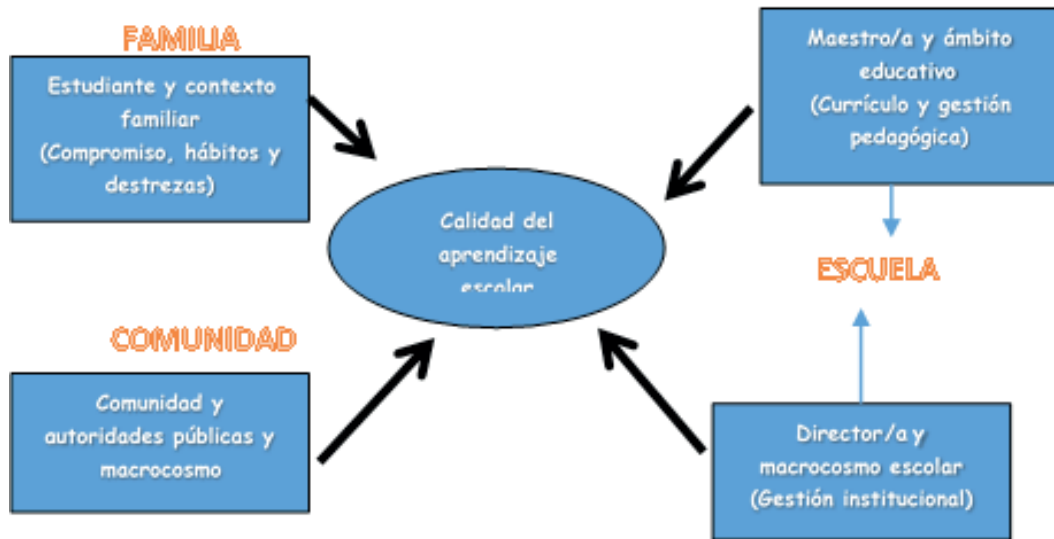 FAMILIA
Estudiante y contexto
familiar
(Compromiso, hábitos y
destrezas)
Maestro/a y ámbito
educativo
(Currículo y gestión
pedagógica)
Calidad del
aprendizaje
escolar
ESCUELA
COMUNIDAD
Comunidad y
autoridades públicas y
macrocosmo
Director/a y
macrocosmo escolar
(Gestión institucional)